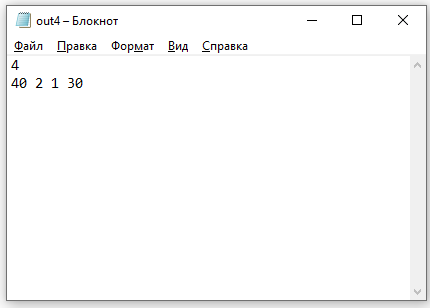 out4 – Блокнот
Файл Правка Формат Вид Справка
4
40 2 1 30